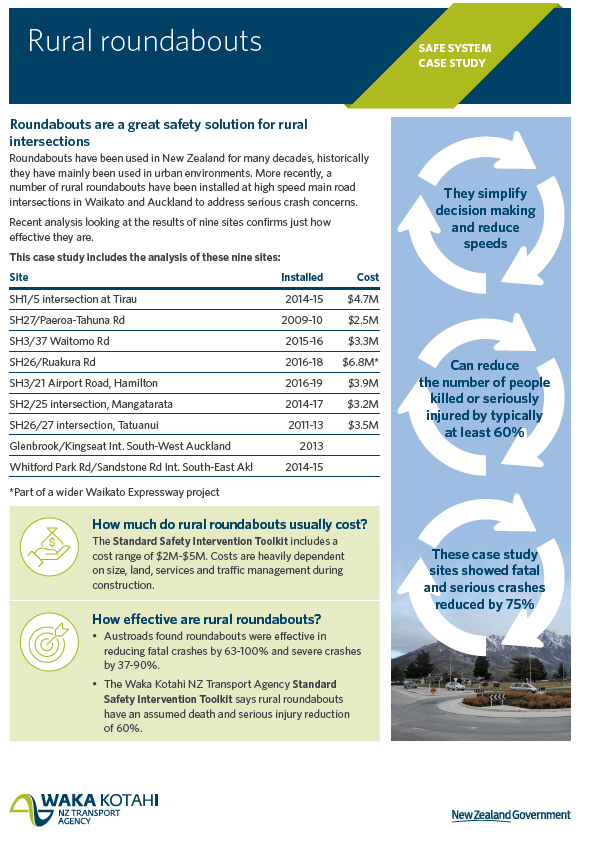 Rural roundabouts
SAFE SYSTEM
CASE STUDY
Roundabouts are a great safety solution for rural
intersections
Roundabouts have been used in New Zealand for many decades, historically
they have mainly been used in urban environments. More recently, a
number of rural roundabouts have been installed at high speed main road
intersections in Waikato and Auckland to address serious crash concerns.
Recent analysis looking at the results of nine sites confirms just how
effective they are.
This case study includes the analysis of these nine sites:
Site Installed Cost
SH1/5 intersection at Tirau 2014-15 $4.7M
SH27/Paeroa-Tahuna Rd 2009-10 $2.5M
SH3/37 Waitomo Rd 2015-16 $3.3M
SH26/Ruakura Rd 2016-18 $6.8M*
SH3/21 Airport Road, Hamilton 2016-19 $3.9M
SH2/25 intersection, Mangatarata 2014-17 $3.2M
SH26/27 intersection, Tatuanui 2011-13 $3.5M
Glenbrook/Kingseat Int. South-West Auckland 2013
Whitford Park Rd/Sandstone Rd Int. South-East Akl 2014-15
*Part of a wider Waikato Expressway project
How much do rural roundabouts usually cost?
The Standard Safety Intervention Toolkit includes a
cost range of $2M-$5M. Costs are heavily dependent
on size, land, services and traffic management during
construction.
How effective are rural roundabouts?
• Austroads found roundabouts were effective in
reducing fatal crashes by 63-100% and severe crashes
by 37-90%.
• The Waka Kotahi NZ Transport Agency Standard
Safety Intervention Toolkit says rural roundabouts
have an assumed death and serious injury reduction
of 60%.
They simplify
decision making
and reduce
speeds
Can reduce
the number of people
killed or seriously
injured by typically
at least 60%
These case study
sites showed fatal
and serious crashes
reduced by 75%
WAKA KOTAHI
NZ TRANSPORT
AGENCY
New Zealand Government